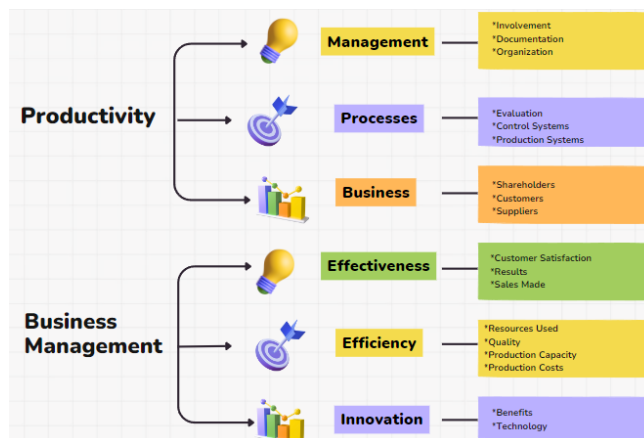 Productivity
Management
*Involvement
*Documentation
*Organization
Processes
*Evaluation
*Control Systems
*Production Systems
Business
*Shareholders
*Customers
*Suppliers
Business
Management
Effectiveness
*Customer Satisfaction
*Results
*Sales Made
Efficiency
*Resources Used
*Quality
*Production Capacity
*Production Costs
Innovation
*Benefits
*Technology